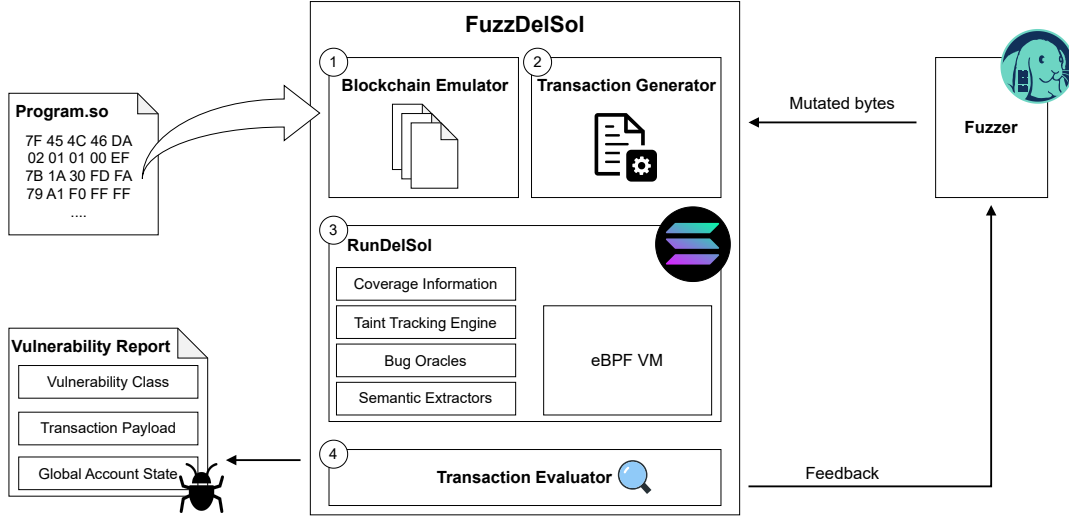 FuzzDelSol
Program.so
7F 45 4C 46 DA
02 01 01 00 EF
7B 1A 30 FD FA
79 A1 F0 FF FF
....
1
Blockchain Emulator
2
Transaction Generator
Mutated bytes
Fuzzer
3
RunDelSol
Coverage Information
Taint Tracking Engine
Bug Oracles
Semantic Extractors
eBPF VM
Vulnerability Report
Vulnerability Class
Transaction Payload
Global Account State
4
Transaction Evaluator
Feedback